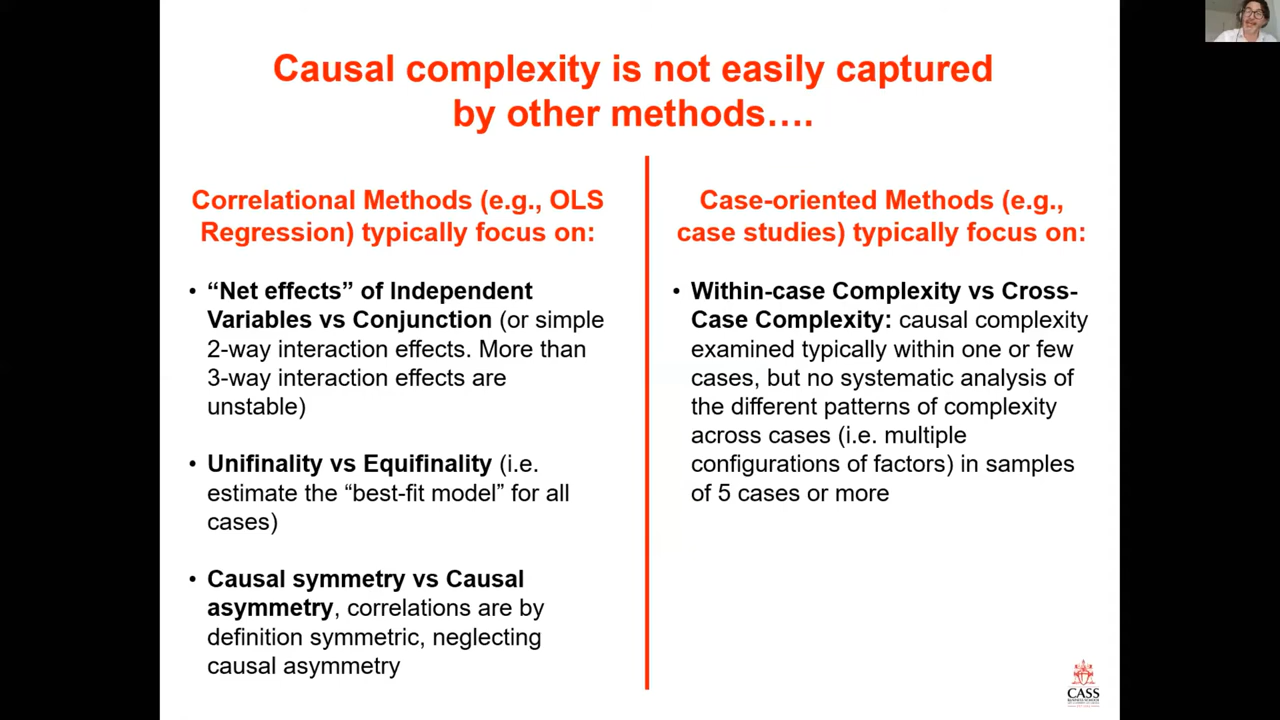 Causal complexity is not easily captured
by other methods….
Correlational Methods (e.g., OLS
Regression) typically focus on:
• “Net effects” of Independent
Variables vs Conjunction (or simple
2-way interaction effects. More than
3-way interaction effects are
unstable)
• Unifinality vs Equifinality (i.e.
estimate the “best-fit model” for all
cases)
• Causal symmetry vs Causal
asymmetry, correlations are by
definition symmetric, neglecting
causal asymmetry
Case-oriented Methods (e.g.,
case studies) typically focus on:
• Within-case Complexity vs Cross-
Case Complexity: causal complexity
examined typically within one or few
cases, but no systematic analysis of
the different patterns of complexity
across cases (i.e. multiple
configurations of factors) in samples
of 5 cases or more
CASS